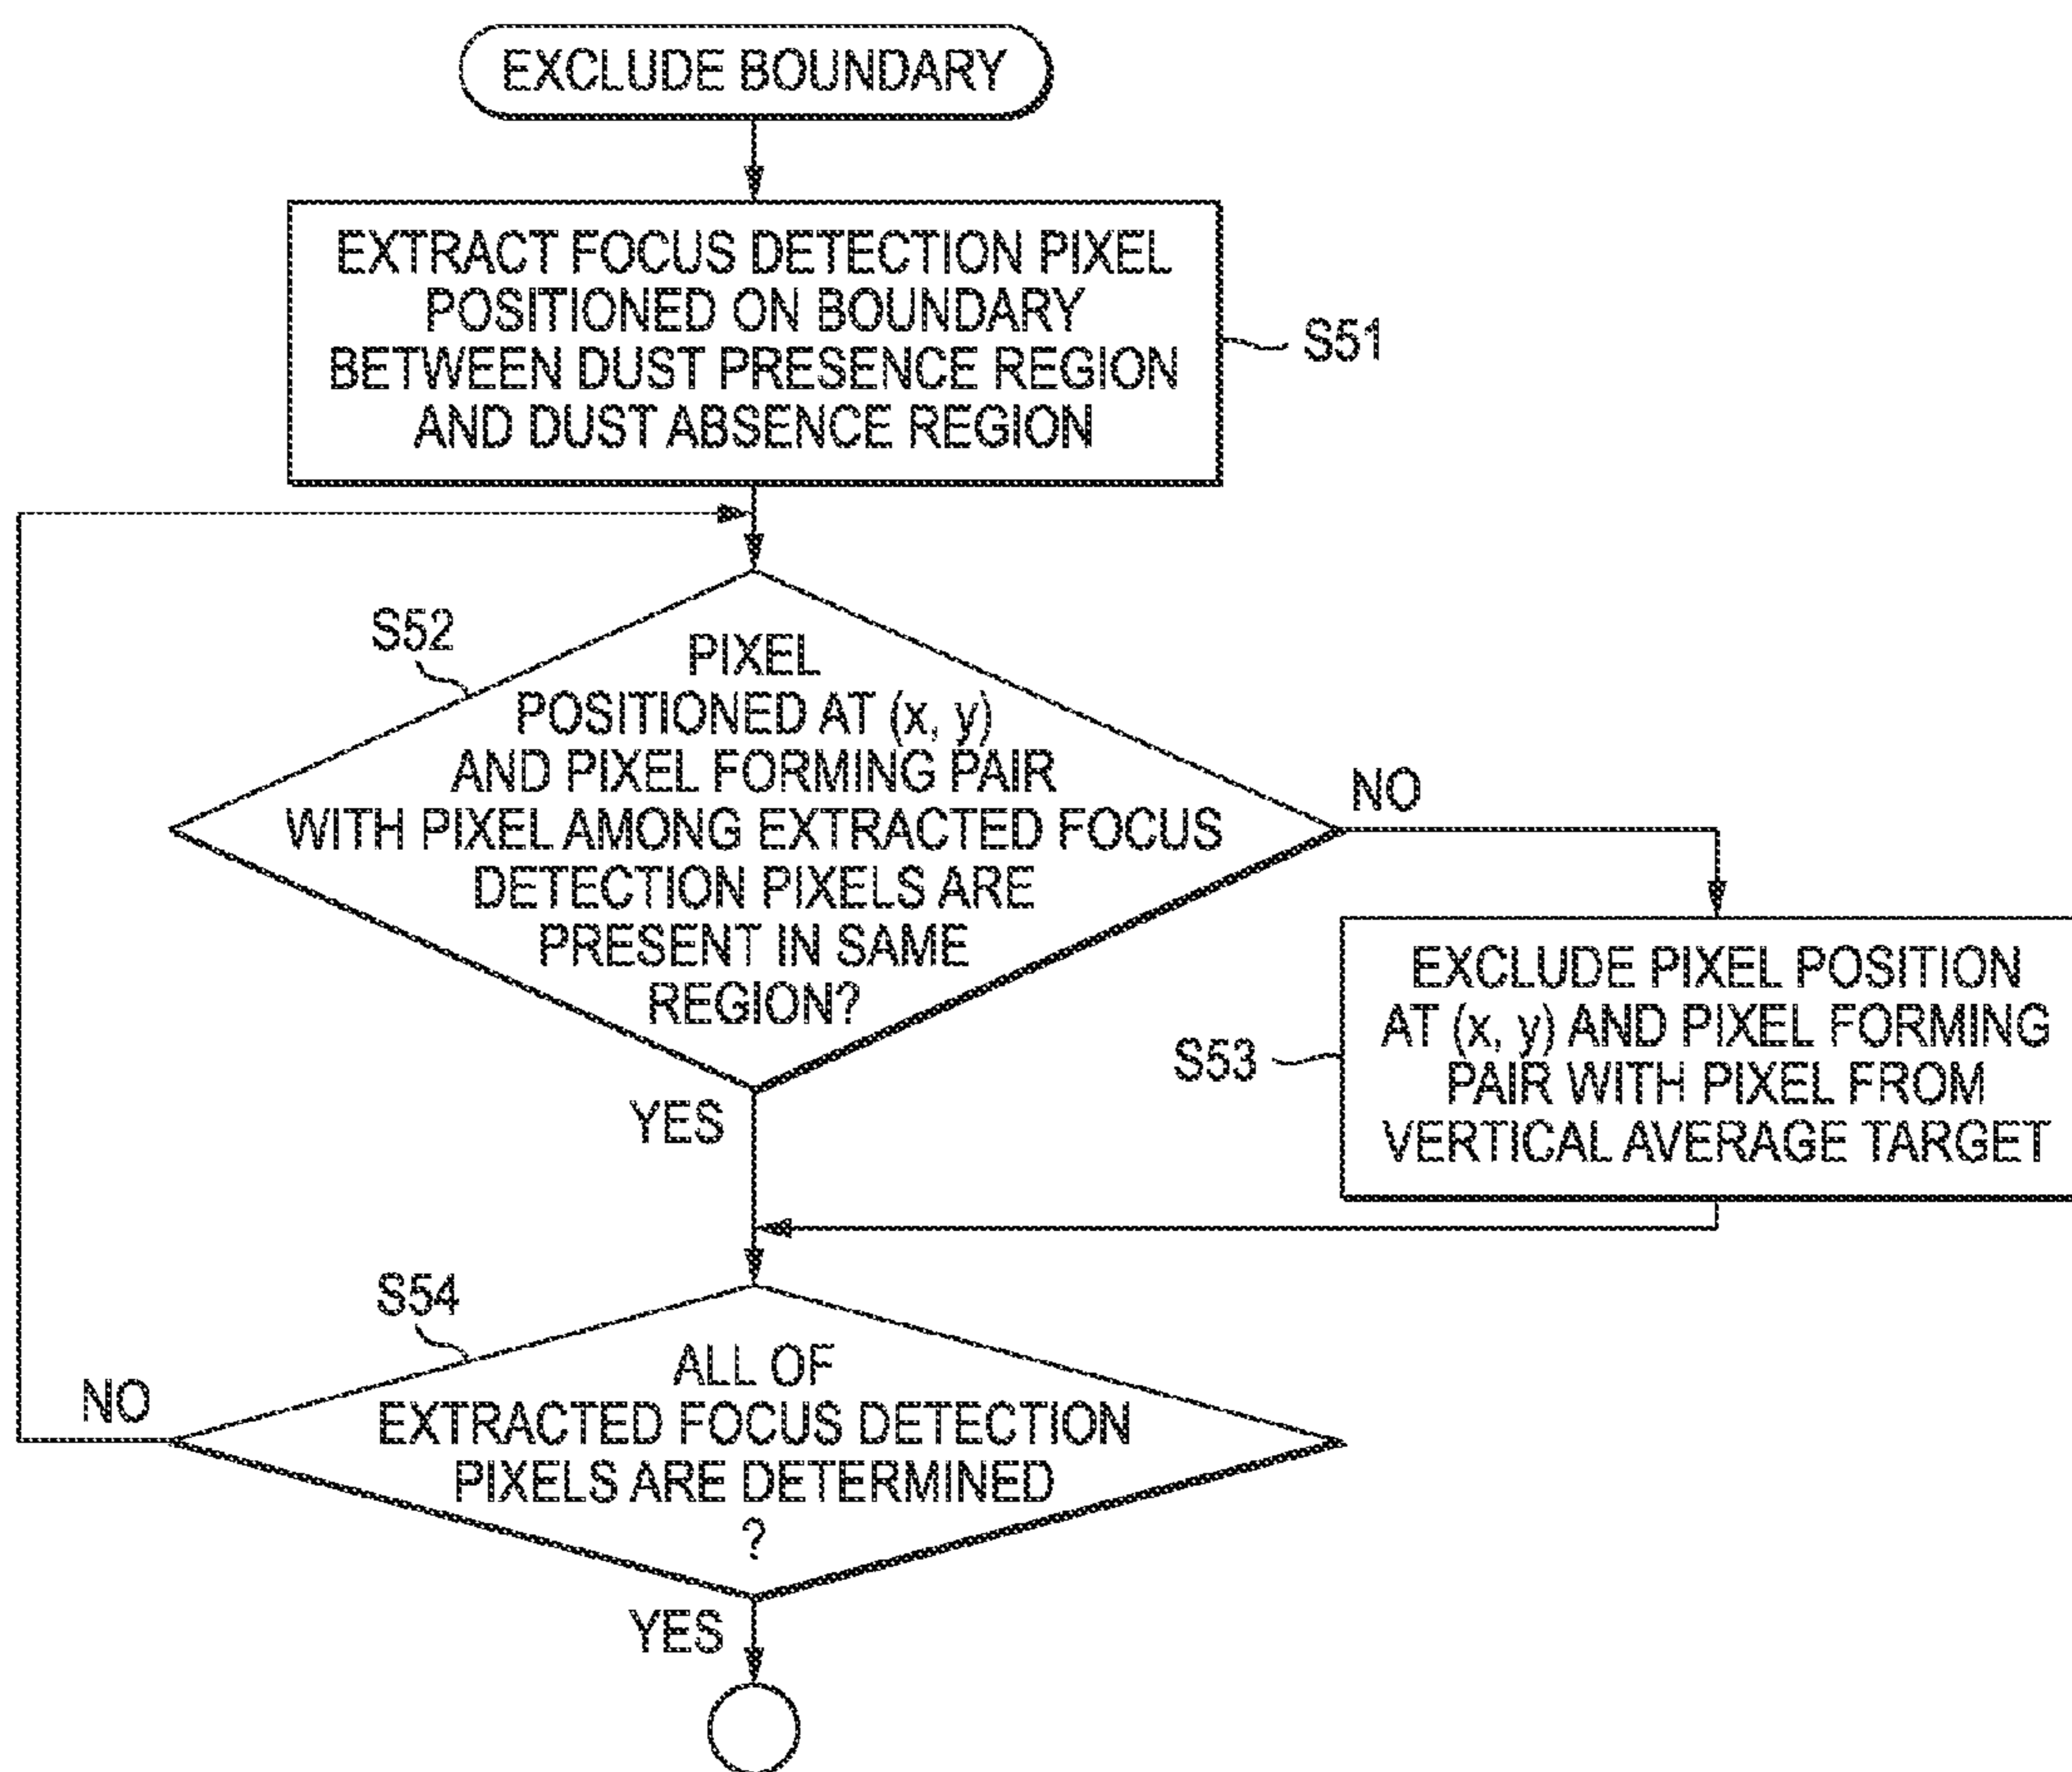 EXCLUDE BOUNDARY
EXTRACT FOCUS DETECTION PIXEL
POSITIONED ON BOUNDARY
BETWEEN DUST PRESENCE REGION
AND DUST ABSENCE REGION
S51
S52
PIXEL
POSITIONED AT (x, y)
AND PIXEL FORMING PAIR
WITH PIXEL AMONG EXTRACTED FOCUS
DETECTION PIXELS ARE
PRESENT IN SAME
REGION?
NO
YES
S53
EXCLUDE PIXEL POSITION
AT (x, y) AND PIXEL FORMING
PAIR WITH PIXEL FROM
VERTICAL AVERAGE TARGET
S54
NO
ALL OF
EXTRACTED FOCUS DETECTION
PIXELS ARE DETERMINED
?
YES